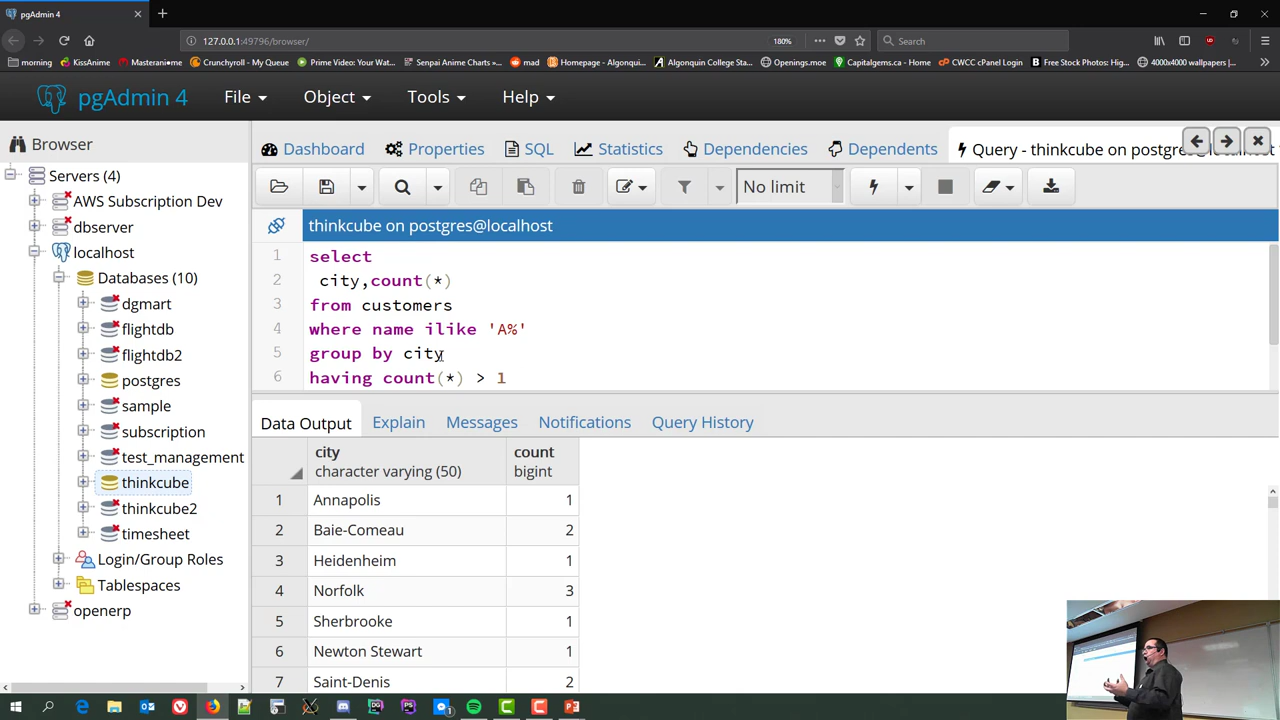 pgAdmin 4
127.0.0.1:49796/browser/
180%
Search
morning
KissAnime
Masterani●me
Crunchyroll - My Queue
Prime Video: Your Wat…
Senpai Anime Charts …
mad
Homepage - Algonqui…
Algonquin College Sta…
Openings.moe
Capitalgems.ca - Home
CWCC cPanel Login
Free Stock Photos: Hig…
4000x4000 wallpapers |…
pgAdmin 4
File
Object
Tools
Help
Browser
Dashboard
Properties
SQL
Statistics
Dependencies
Dependents
Query - thinkcube on postgres@localhost
Servers (4)
AWS Subscription Dev
dbserver
localhost
Databases (10)
dgmart
flightdb
flightdb2
postgres
sample
subscription
test_management
thinkcube
thinkcube2
timesheet
Login/Group Roles
Tablespaces
openerp
No limit
thinkcube on postgres@localhost
1 select
2 city,count(*)
3 from customers
4 where name ilike 'A%'
5 group by city
6 having count(*) > 1
Data Output
Explain
Messages
Notifications
Query History
city count
character varying (50) bigint
1 Annapolis 1
2 Baie-Comeau 2
3 Heidenheim 1
4 Norfolk 3
5 Sherbrooke 1
6 Newton Stewart 1
7 Saint-Denis 2